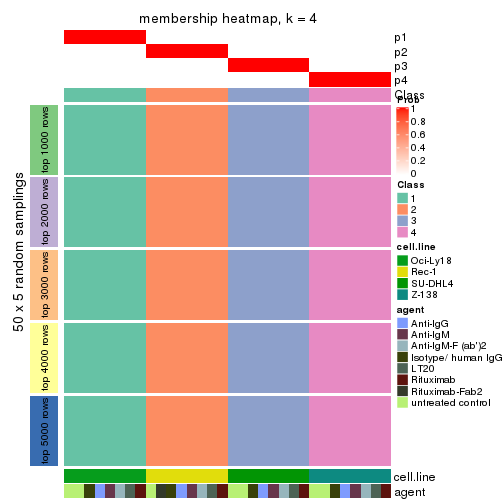 membership heatmap, k = 4
p1
p2
p3
p4
Class
Prob
1
0.8
0.6
0.4
0.2
0
Class
1
2
3
4
cell.line
Oci-Ly18
Rec-1
SU-DHL4
Z-138
agent
Anti-IgG
Anti-IgM
Anti-IgM-F (ab')2
Isotype/ human IgG
LT20
Rituximab
Rituximab-Fab2
untreated control
50 x 5 random samplings
top 1000 rows
top 2000 rows
top 3000 rows
top 4000 rows
top 5000 rows
cell.line
agent